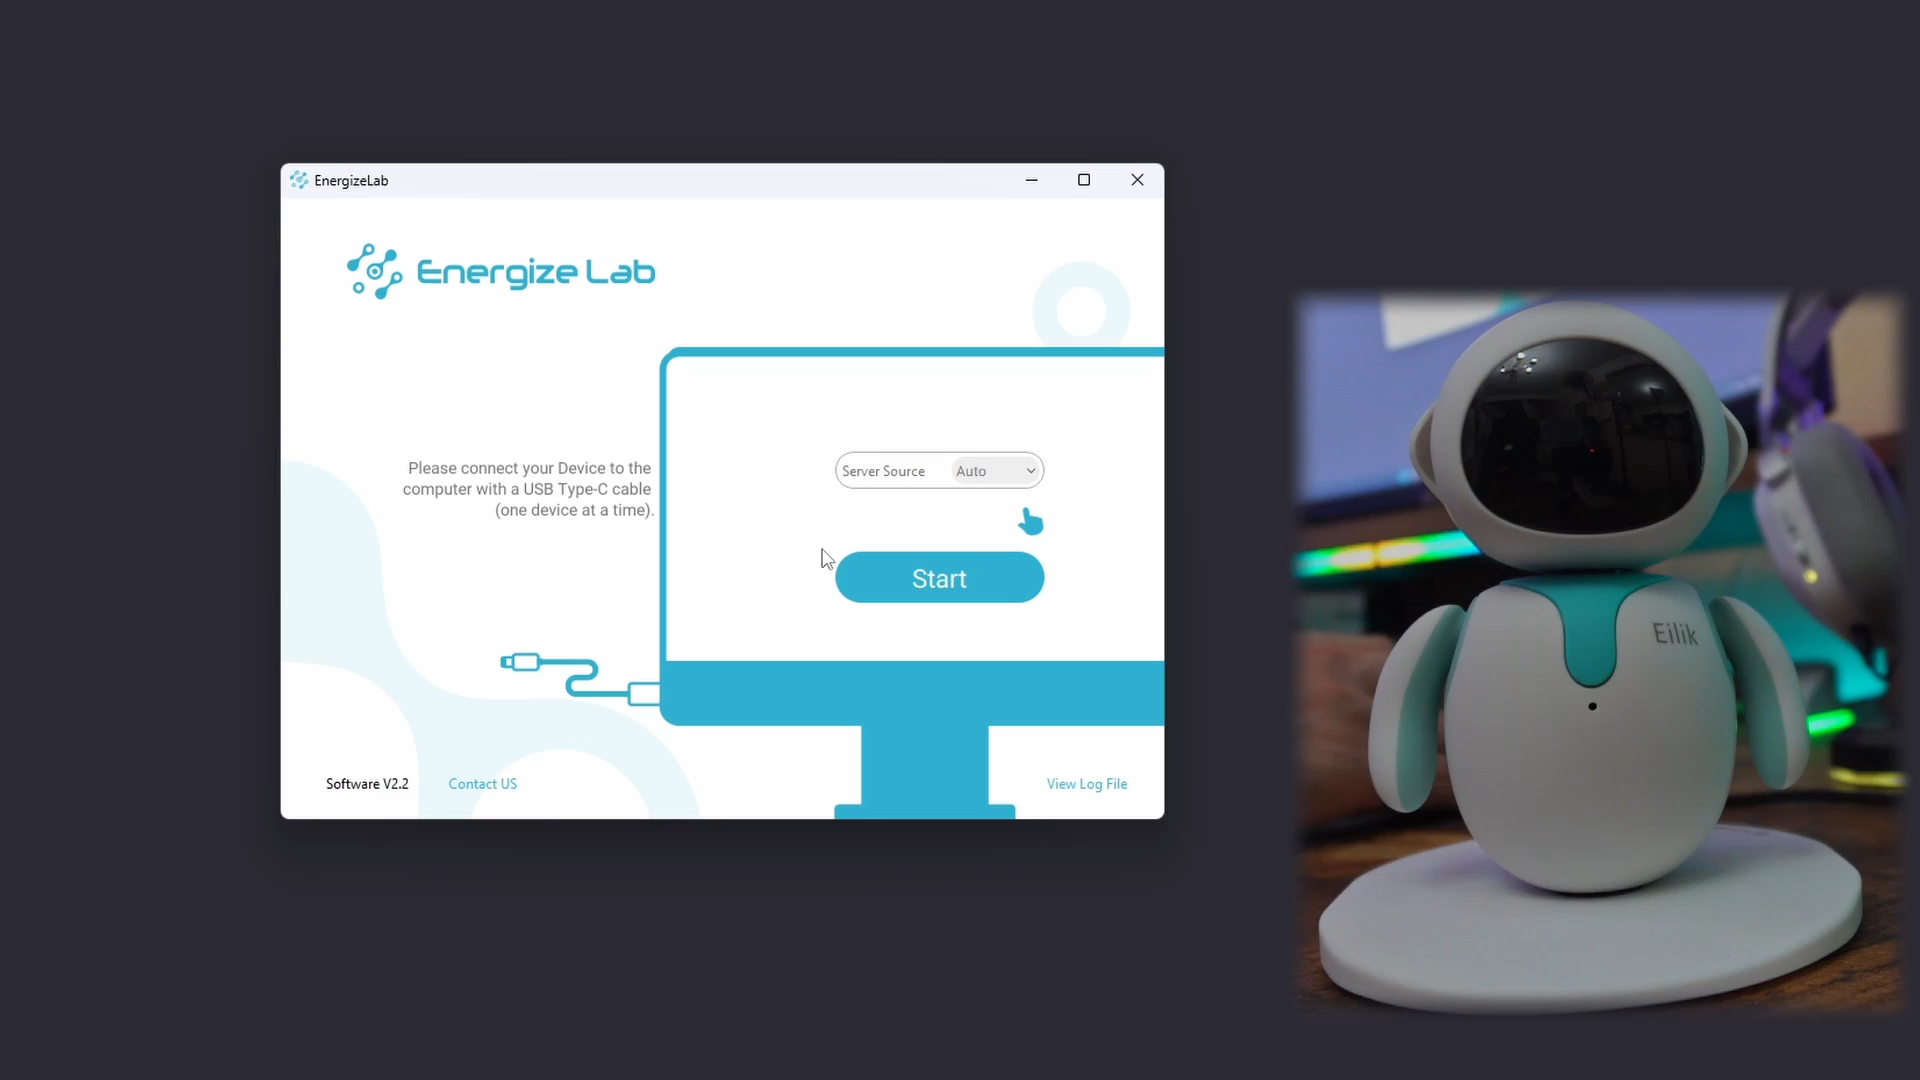 EnergizeLab
Energize Lab
Please connect your Device to the
computer with a USB Type-C cable
(one device at a time).
Server Source Auto
Start
Software V2.2 Contact US View Log File
Eilik